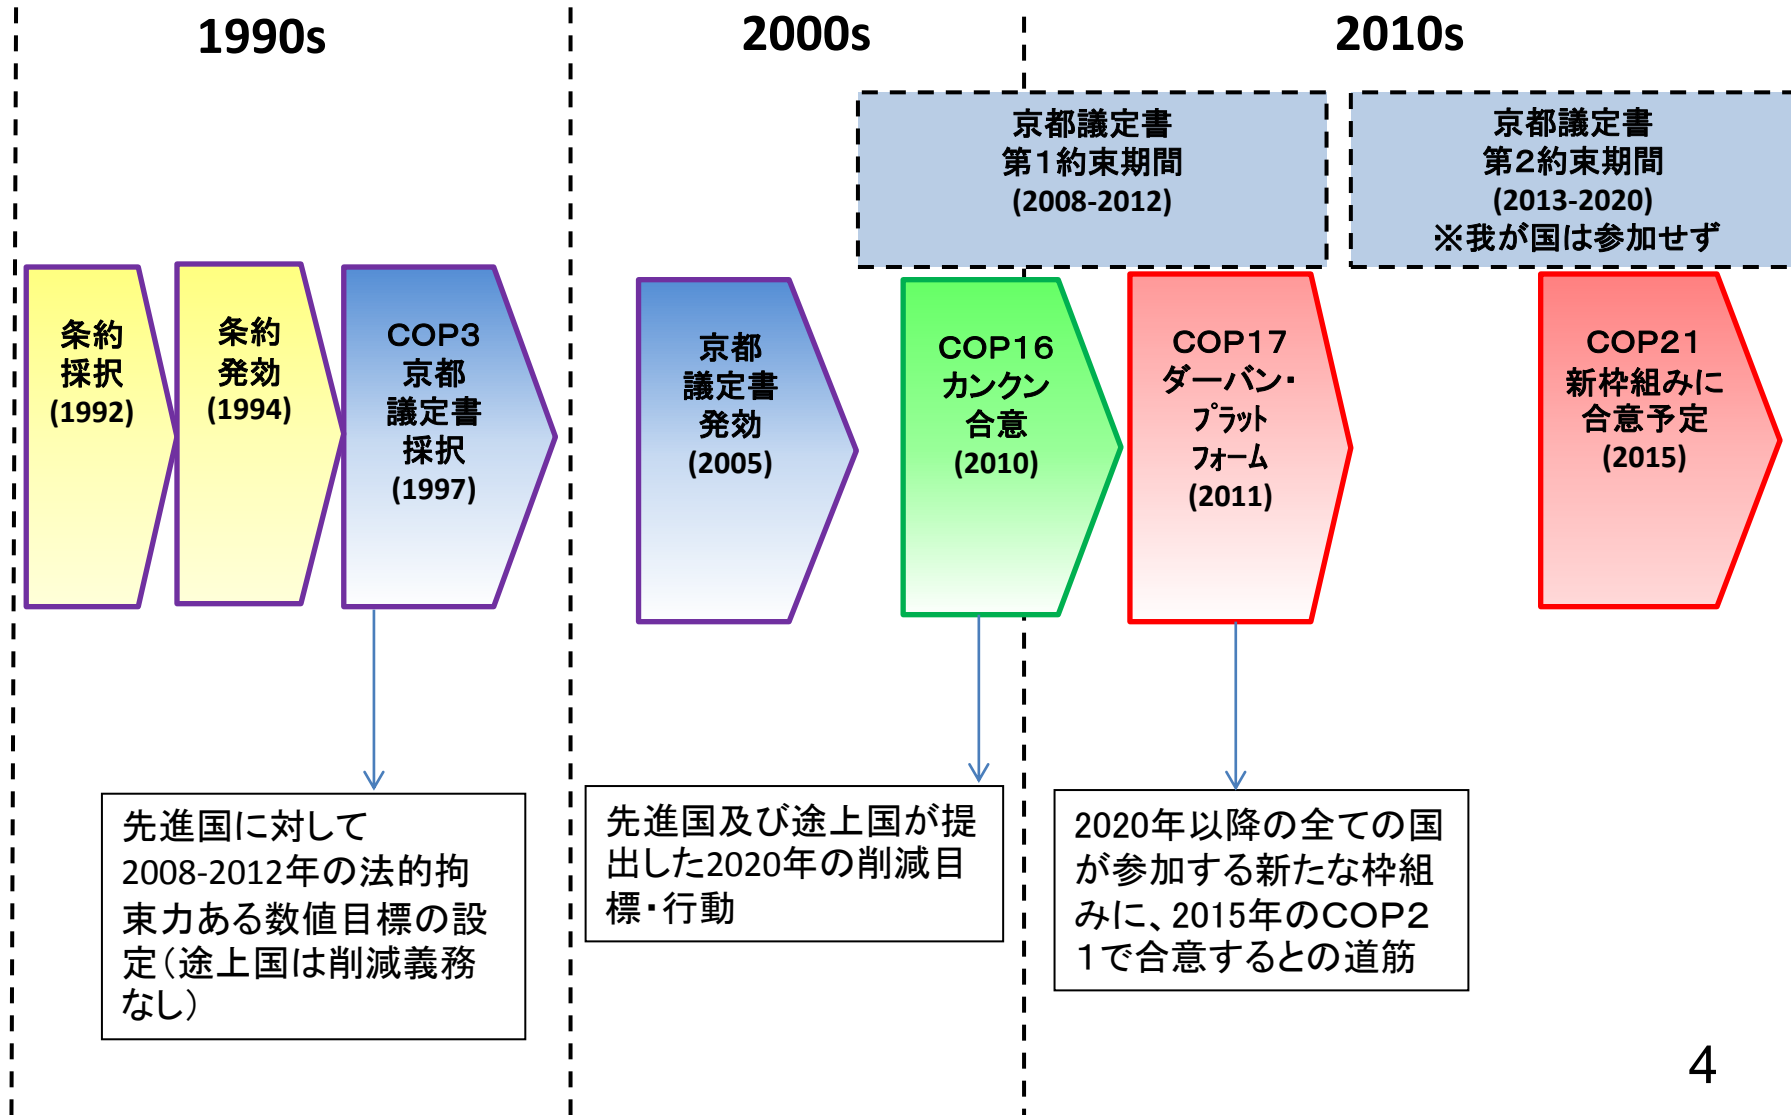 1990s
2000s
2010s
京都議定書
第1約束期間
(2008-2012)
京都議定書
第2約束期間
(2013-2020)
※我が国は参加せず
条約
採択
(1992)
条約
発効
(1994)
COP3
京都
議定書
採択
(1997)
京都
議定書
発効
(2005)
COP16
カンクン
合意
(2010)
COP17
ダーバン・
プラット
フォーム
(2011)
COP21
新枠組みに
合意予定
(2015)
先進国に対して
2008-2012年の法的拘
束力ある数値目標の設
定(途上国は削減義務
なし)
先進国及び途上国が提
出した2020年の削減目
標・行動
2020年以降の全ての国
が参加する新たな枠組
みに、2015年のCOP2
1で合意するとの道筋
4